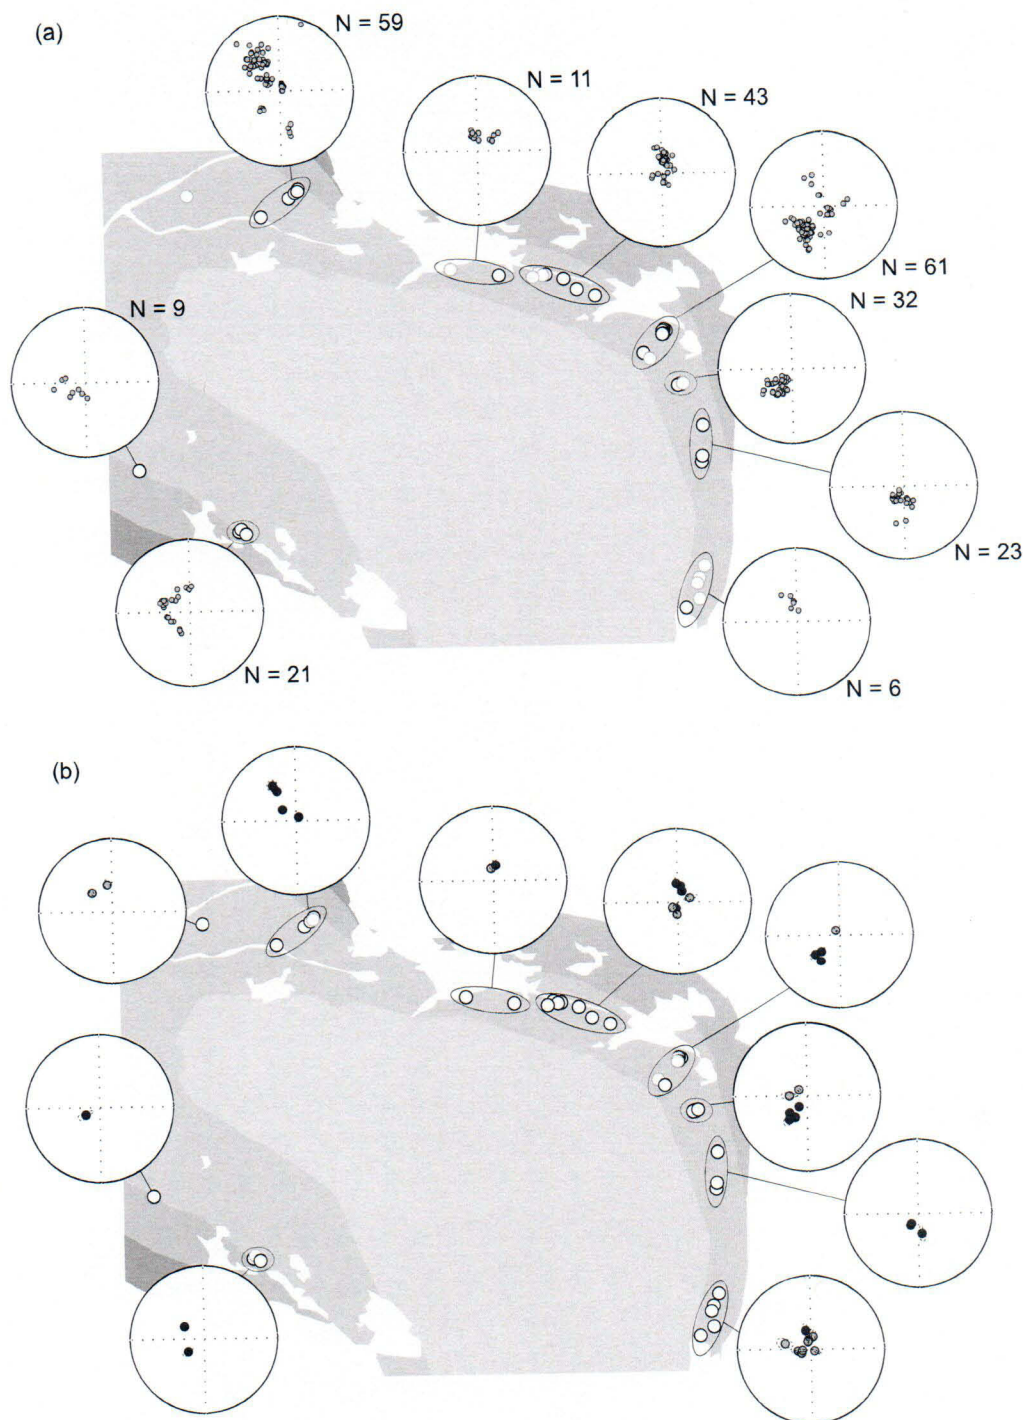 (a)
N = 59
N = 11
N = 43
N = 61
N = 9
N = 32
N = 23
N = 21
N = 6
(b)